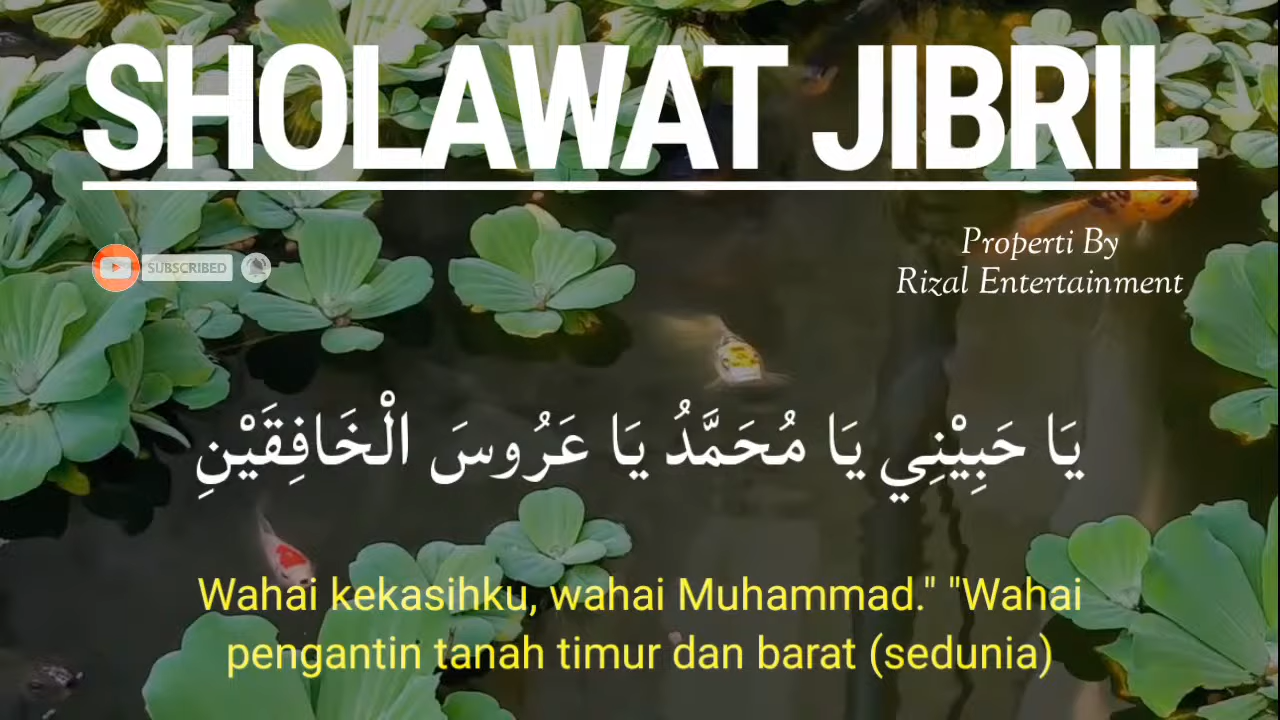 SHOLAWAT JIBRIL
Properti By
Rizal Entertainment
SUBSCRIBED
يَا حَبِيْنِي يَا مُحَمَّدُ يَا عَرُوسَ الْخَافِقَيْنِ
Wahai kekasihku, wahai Muhammad." "Wahai
pengantin tanah timur dan barat (sedunia)